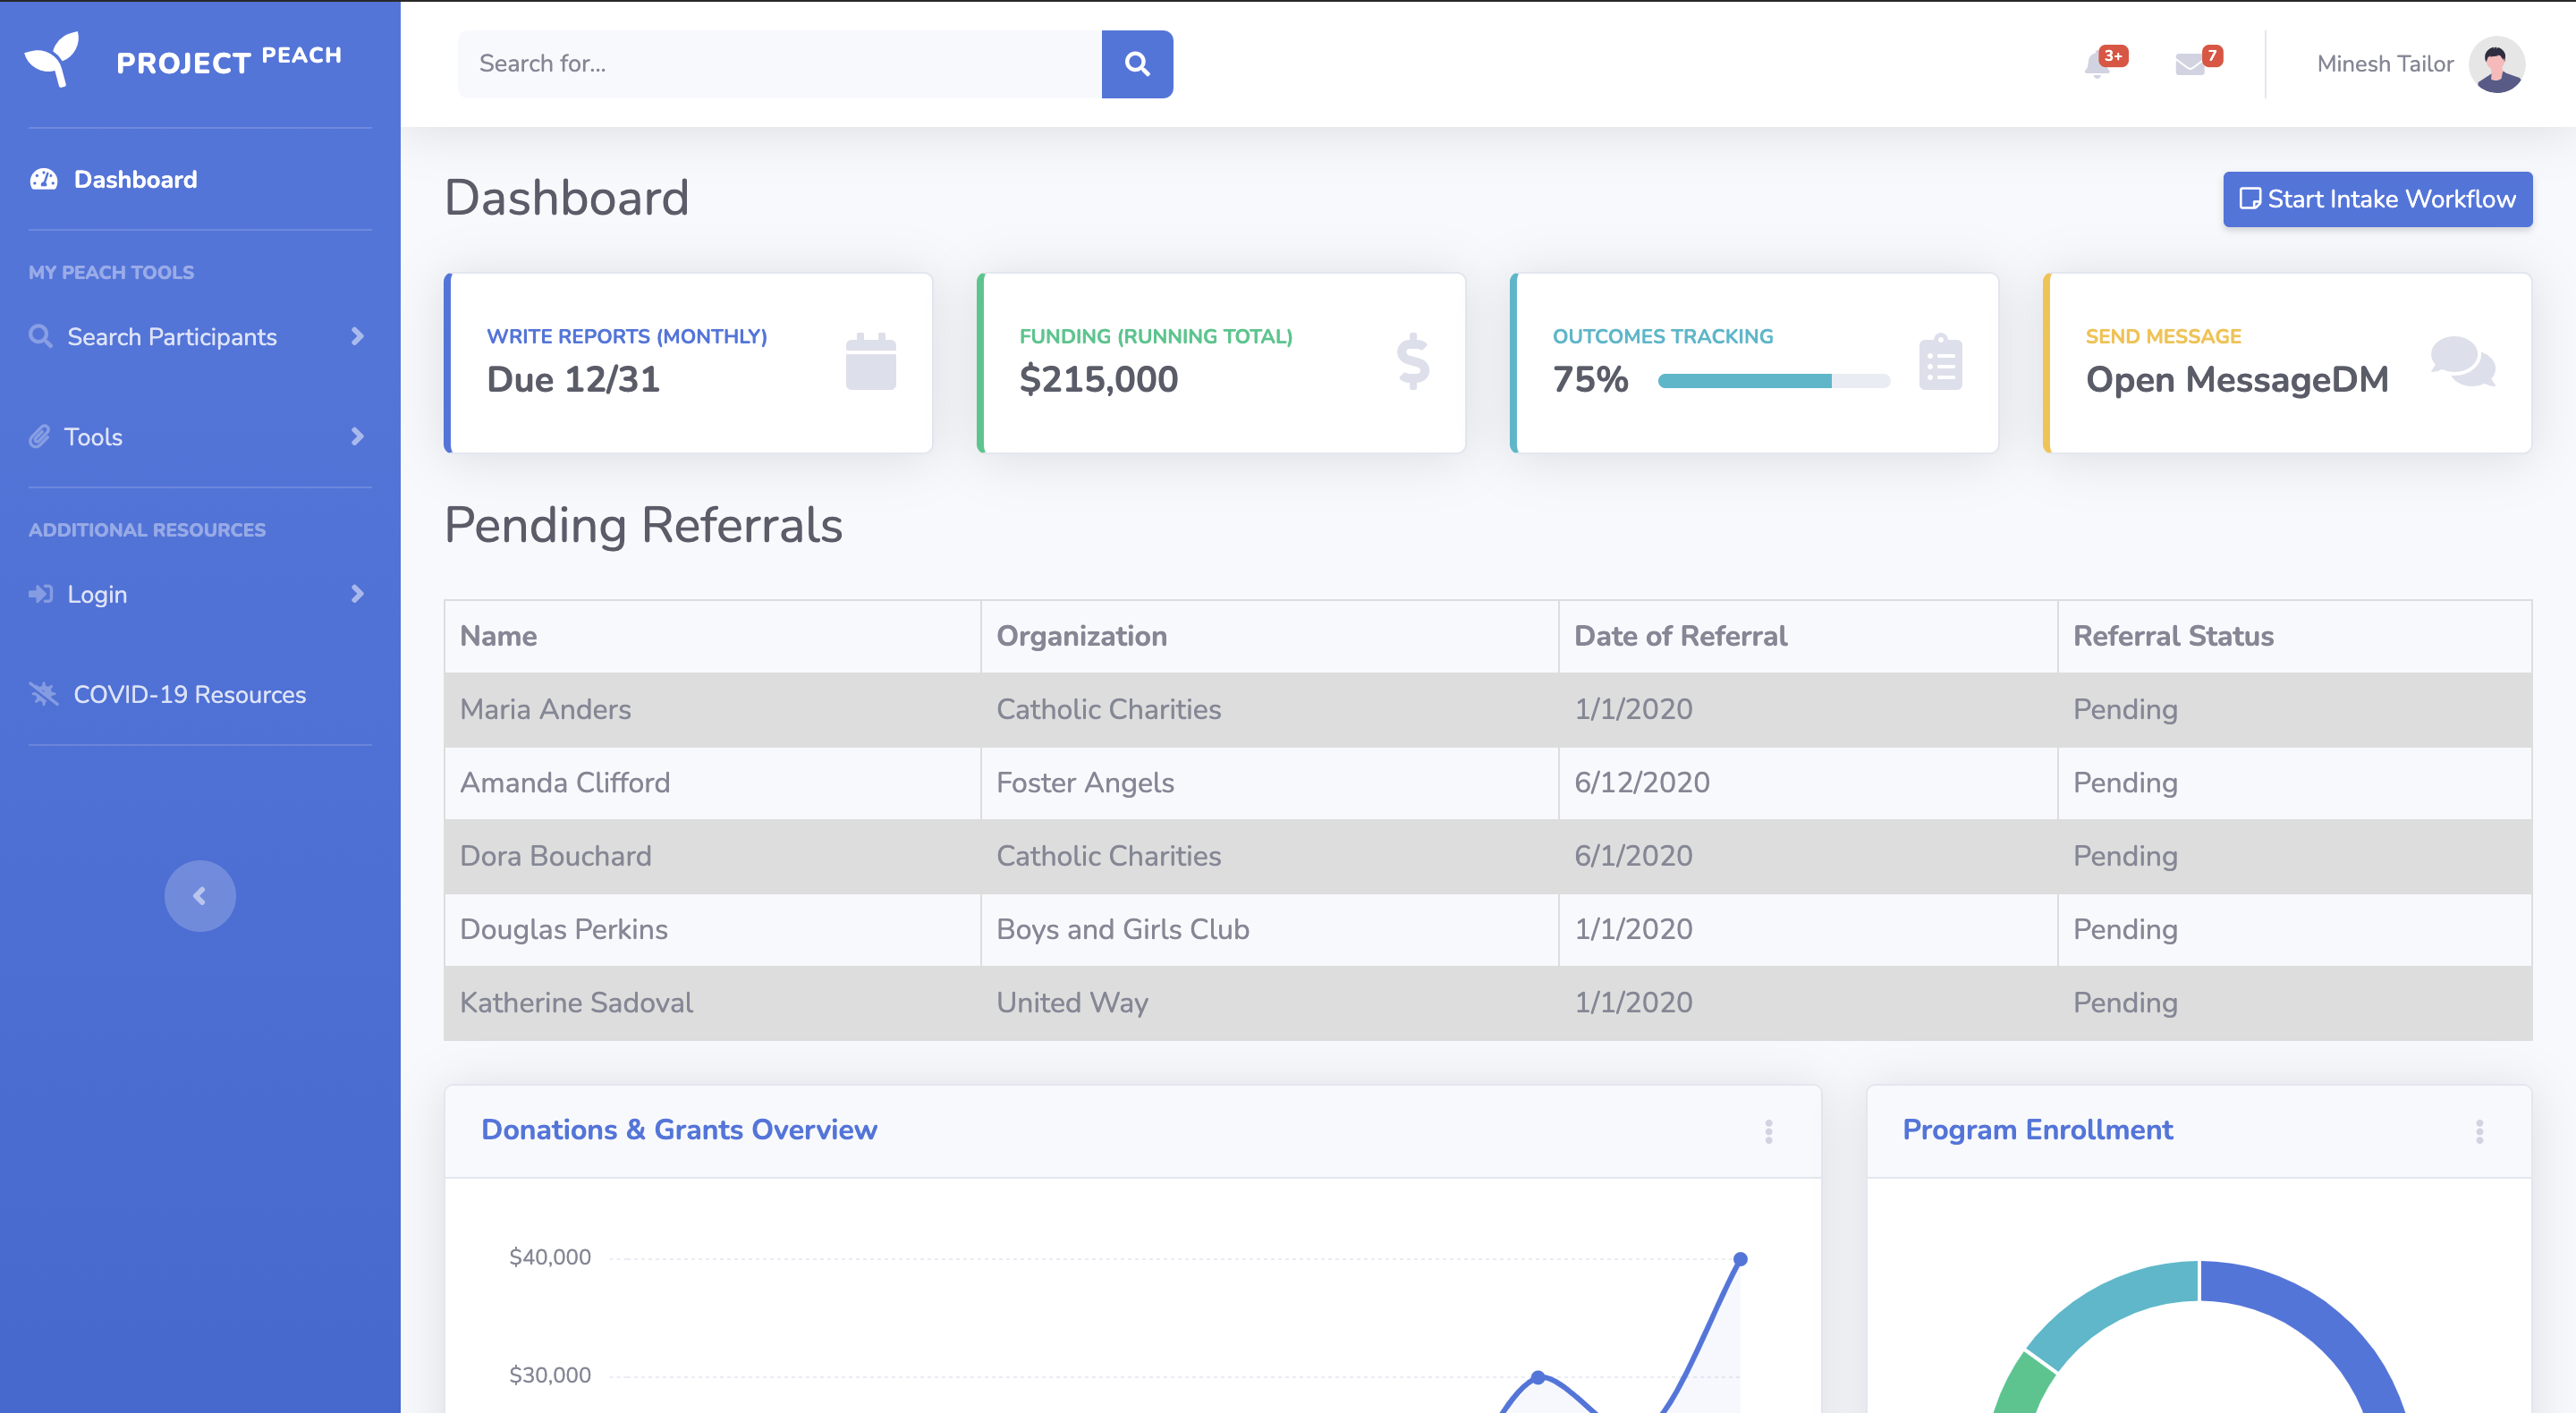 PROJECT PEACH
Search for...
3+
7
Minesh Tailor
Dashboard
MY PEACH TOOLS
Search Participants
Tools
ADDITIONAL RESOURCES
Login
COVID-19 Resources
Dashboard
Start Intake Workflow
WRITE REPORTS (MONTHLY)
Due 12/31
FUNDING (RUNNING TOTAL)
$215,000
OUTCOMES TRACKING
75%
SEND MESSAGE
Open MessageDM
Pending Referrals
Name Organization Date of Referral Referral Status
Maria Anders Catholic Charities 1/1/2020 Pending
Amanda Clifford Foster Angels 6/12/2020 Pending
Dora Bouchard Catholic Charities 6/1/2020 Pending
Douglas Perkins Boys and Girls Club 1/1/2020 Pending
Katherine Sadoval United Way 1/1/2020 Pending
Donations & Grants Overview
$40,000
$30,000
Program Enrollment